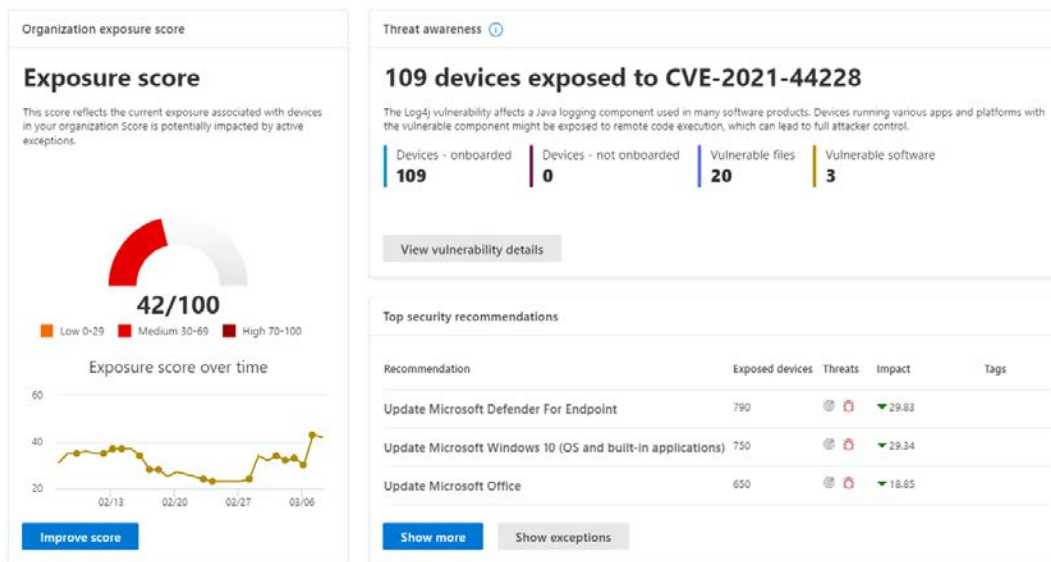 Organization exposure score
Exposure score
This score reflects the current exposure associated with devices
in your organization Score is potentially impacted by active
exceptions.
42/100
Low 0-29 Medium 30-69 High 70-100
Exposure score over time
60
40
20
02/13 02/20 02/27 03/06
Improve score
Threat awareness
109 devices exposed to CVE-2021-44228
The Log4j vulnerability affects a Java logging component used in many software products. Devices running various apps and platforms with
the vulnerable component might be exposed to remote code execution, which can lead to full attacker control.
Devices - onboarded Devices - not onboarded Vulnerable files Vulnerable software
109 0 20 3
View vulnerability details
Top security recommendations
Recommendation Exposed devices Threats Impact Tags
Update Microsoft Defender For Endpoint 790 29.83
Update Microsoft Windows 10 (OS and built-in applications) 750 29.34
Update Microsoft Office 650 18.85
Show more Show exceptions